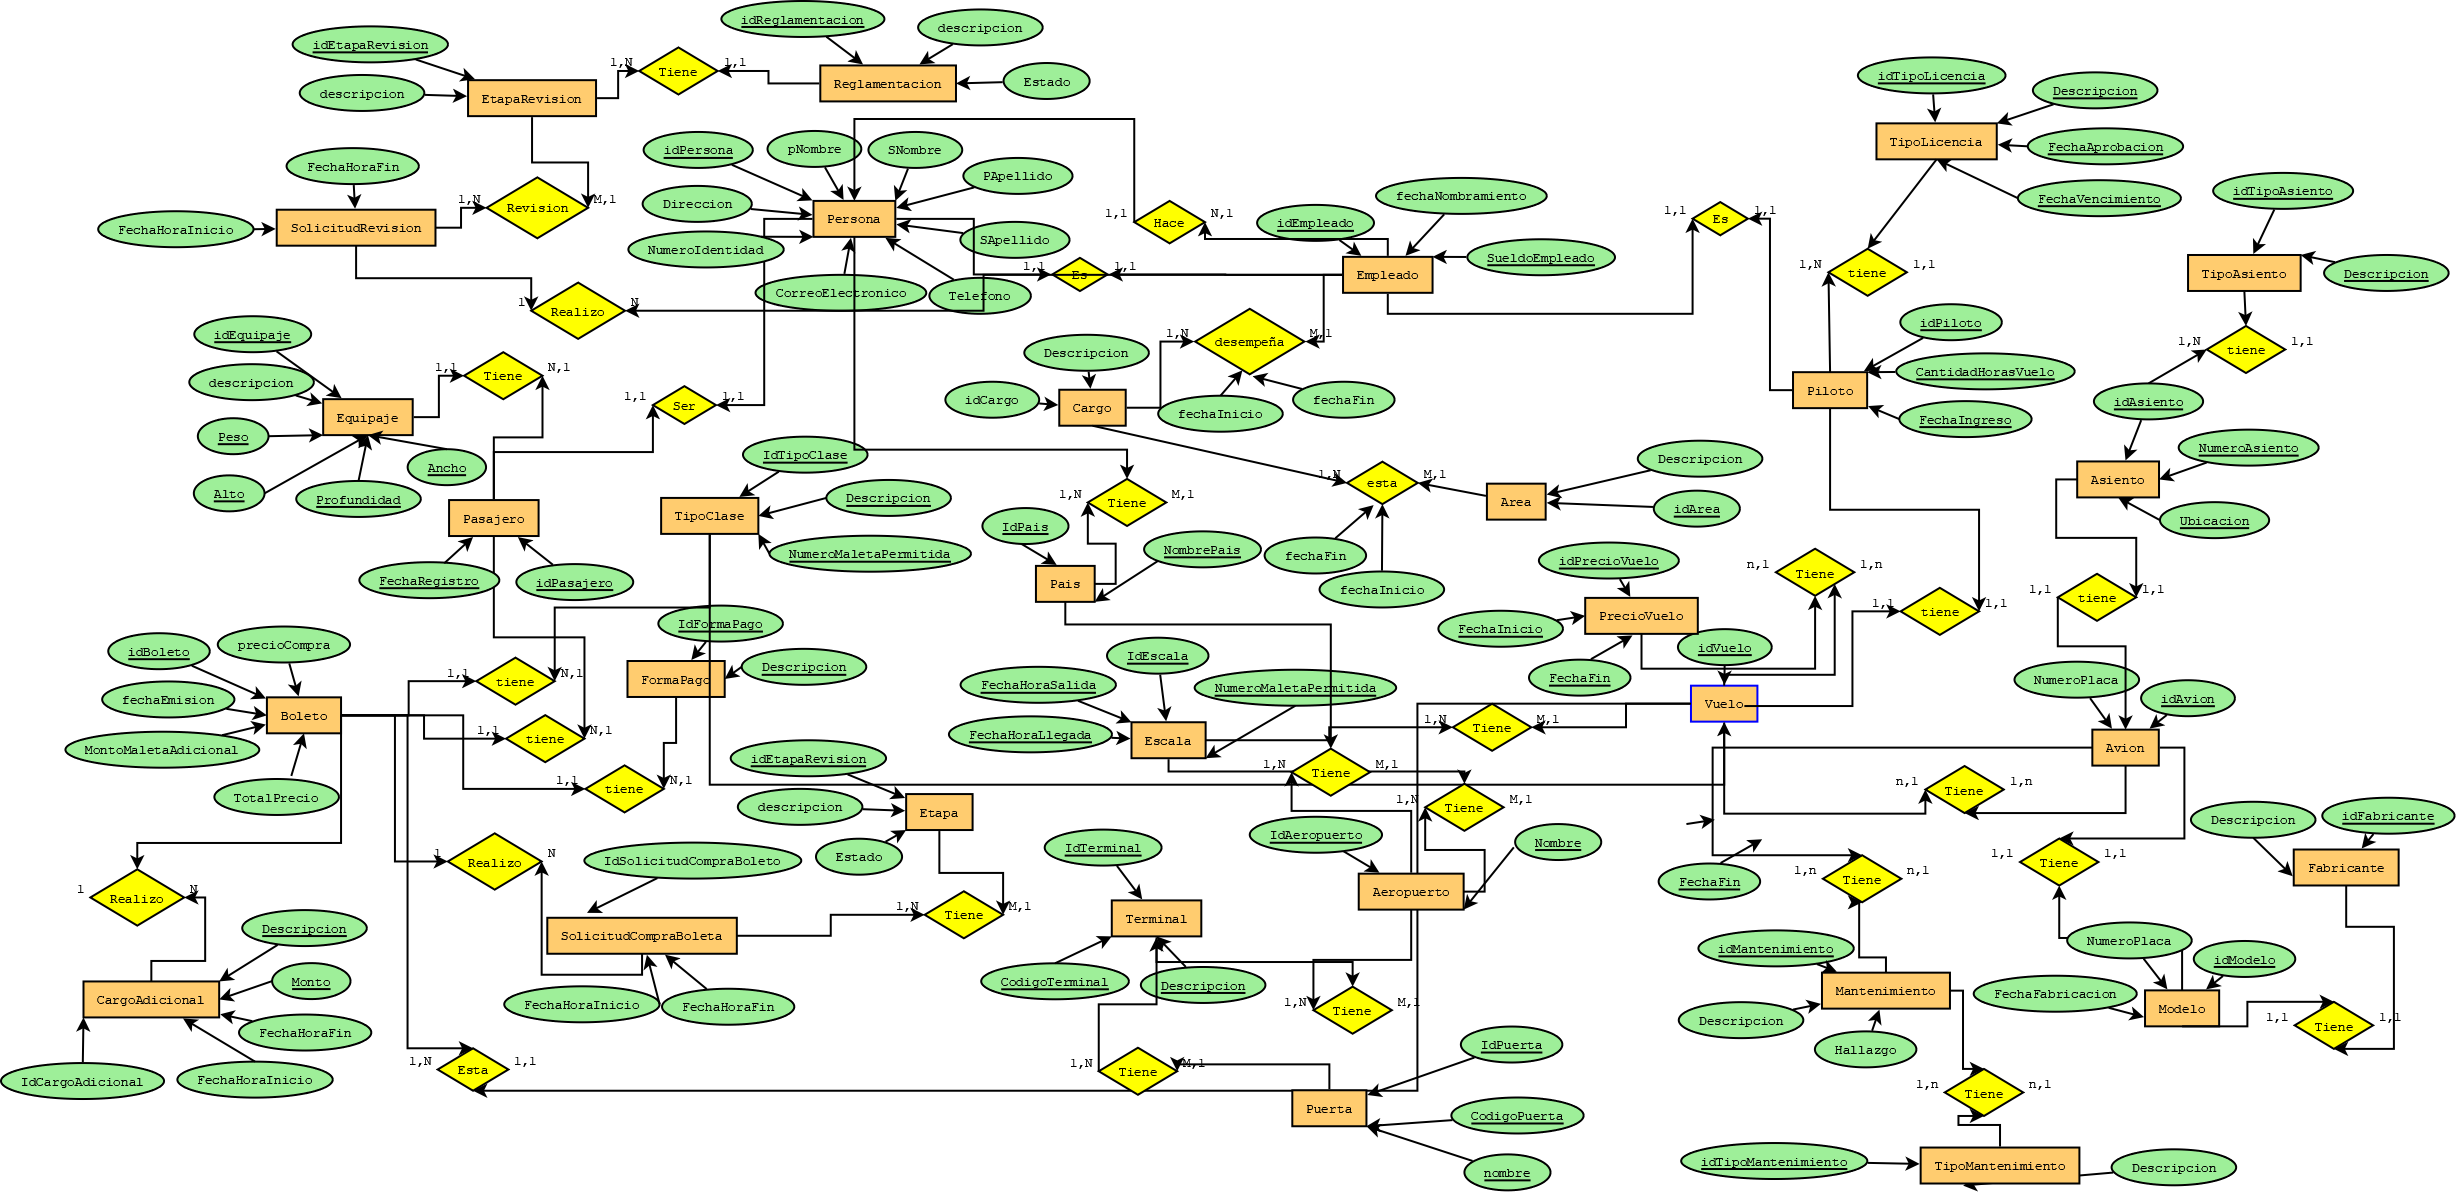 idReglamentacion
descripcion
idEtapaRevision
1,N
Tiene
1,1
Reglamentacion
Estado
descripcion
EtapaRevision
idTipoLicencia
Descripcion
TipoLicencia
FechaAprobacion
FechaVencimiento
FechaHoraFin
idPersona
pNombre
SNombre
PApellido
Direccion
Persona
SApellido
NumeroIdentidad
CorreoElectronico
Telefono
1,N
Revision
M,1
FechaHoraInicio
SolicitudRevision
1,1
Hace
N,1
idEmpleado
fechaNombramiento
SueldoEmpleado
Empleado
1,1
Es
1,1
1,1
Es
1,1
1,N
tiene
1,1
idTipoAsiento
TipoAsiento
Descripcion
1
Realizo
N
idEquipaje
descripcion
Peso
Equipaje
Alto
Profundidad
Ancho
1,1
Tiene
N,1
1,1
Ser
1,1
Descripcion
idCargo
Cargo
1,N
desempeña
M,1
fechaInicio
fechaFin
idPiloto
CantidadHorasVuelo
Piloto
FechaIngreso
1,N
tiene
1,1
idAsiento
NumeroAsiento
Asiento
Ubicacion
IdTipoClase
Descripcion
TipoClase
NumeroMaletaPermitida
Pasajero
FechaRegistro
idPasajero
1,N
Tiene
M,1
IdPais
NombrePais
Pais
1,N
esta
M,1
fechaFin
fechaInicio
Descripcion
Area
idArea
idPrecioVuelo
FechaInicio
PrecioVuelo
FechaFin
n,1
Tiene
1,n
1,1
tiene
1,1
1,1
tiene
1,1
idVuelo
Vuelo
idBoleto
precioCompra
fechaEmision
Boleto
MontoMaletaAdicional
TotalPrecio
1,1
tiene
N,1
1,1
tiene
N,1
1,1
tiene
N,1
IdFormaPago
Descripcion
FormaPago
IdEscala
FechaHoraSalida
NumeroMaletaPermitida
FechaHoraLlegada
Escala
1,N
Tiene
M,1
1,N
Tiene
M,1
1,N
Tiene
M,1
NumeroPlaca
idAvion
Avion
n,1
Tiene
1,n
idEtapaRevision
descripcion
Etapa
Estado
IdAeropuerto
Nombre
Aeropuerto
FechaFin
1,n
Tiene
n,1
1,1
Tiene
1,1
Descripcion
idFabricante
Fabricante
1
Realizo
N
1
Realizo
N
IdSolicitudCompraBoleto
SolicitudCompraBoleta
FechaHoraInicio
FechaHoraFin
1,N
Tiene
M,1
IdTerminal
Terminal
CodigoTerminal
Descripcion
1,N
Tiene
M,1
Descripcion
Monto
CargoAdicional
FechaHoraFin
FechaHoraInicio
IdCargoAdicional
1,N
Esta
1,1
1,N
Tiene
M,1
IdPuerta
Puerta
CodigoPuerta
nombre
idMantenimiento
Mantenimiento
Descripcion
Hallazgo
NumeroPlaca
idModelo
FechaFabricacion
Modelo
1,1
Tiene
1,1
1,n
Tiene
n,1
idTipoMantenimiento
TipoMantenimiento
Descripcion